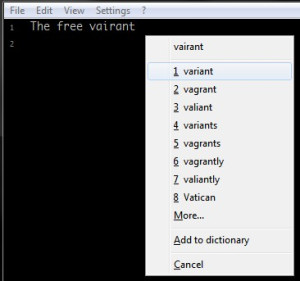 File Edit View Settings ?
1 The free vairant
2
vairant
1 variant
2 vagrant
3 valiant
4 variants
5 vagrants
6 vagrantly
7 valiantly
8 Vatican
More...
Add to dictionary
Cancel